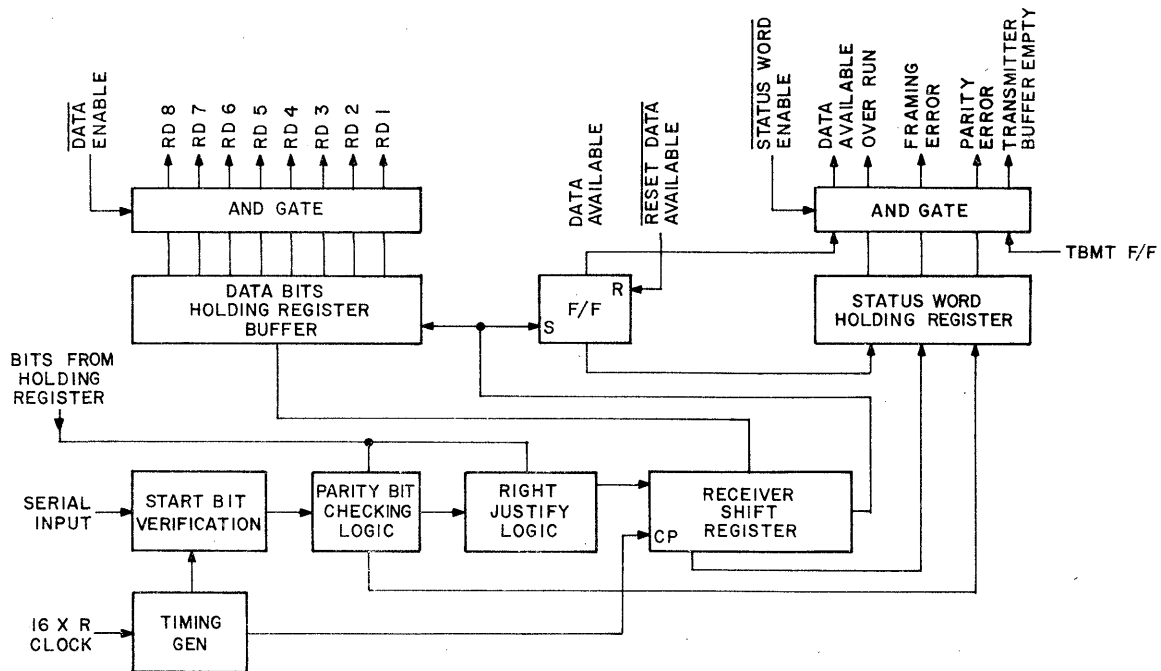 DATA
ENABLE
RD 8
RD 7
RD 6
RD 5
RD 4
RD 3
RD 2
RD 1
DATA
AVAILABLE
RESET DATA
AVAILABLE
STATUS WORD
ENABLE
DATA
AVAILABLE
OVER RUN
FRAMING
ERROR
PARITY
ERROR
TRANSMITTER
BUFFER EMPTY
AND GATE
AND GATE
TBMT F/F
DATA BITS
HOLDING REGISTER
BUFFER
R
F/F
S
STATUS WORD
HOLDING REGISTER
BITS FROM
HOLDING
REGISTER
SERIAL
INPUT
START BIT
VERIFICATION
PARITY BIT
CHECKING
LOGIC
RIGHT
JUSTIFY
LOGIC
RECEIVER
SHIFT
REGISTER
CP
16 X R
CLOCK
TIMING
GEN